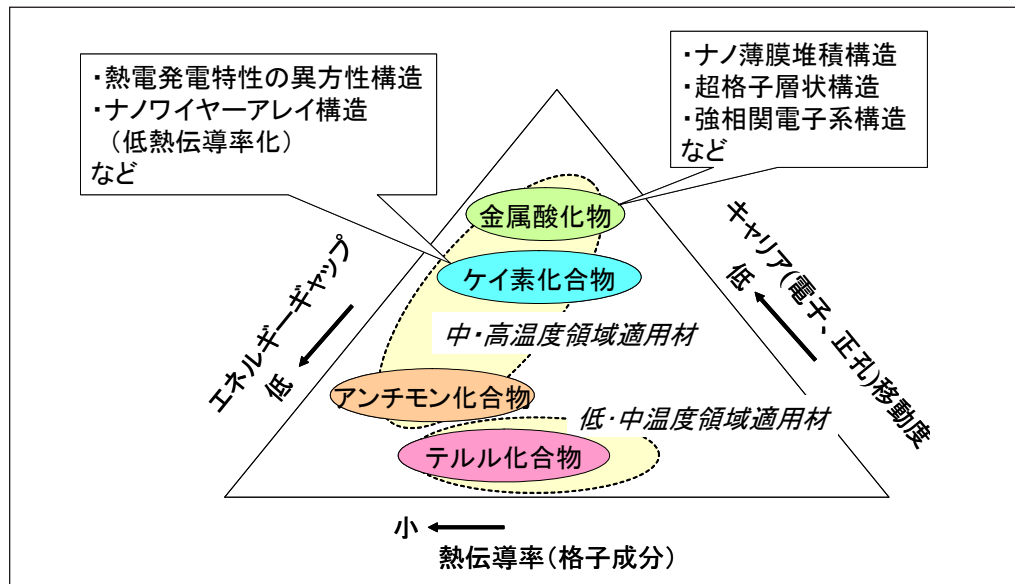 ・熱電発電特性の異方性構造
・ナノワイヤーアレイ構造
（低熱伝導率化）
など
・ナノ薄膜堆積構造
・超格子層状構造
・強相関電子系構造
など
金属酸化物
ケイ素化合物
中・高温度領域適用材
アンチモン化合物
低・中温度領域適用材
テルル化合物
エネルギーギャップ
低
キャリア(電子、正孔)移動度
低
小
熱伝導率(格子成分)